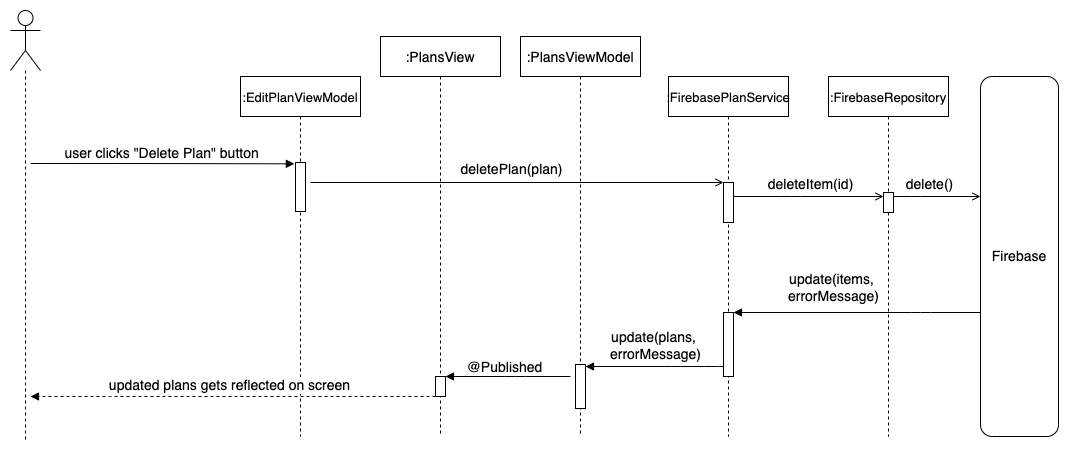 :PlansView
:PlansViewModel
:EditPlanViewModel
:FirebasePlanService
:FirebaseRepository
user clicks "Delete Plan" button
deletePlan(plan)
deleteItem(id)
delete()
Firebase
update(items,
errorMessage)
update(plans,
errorMessage)
@Published
updated plans gets reflected on screen